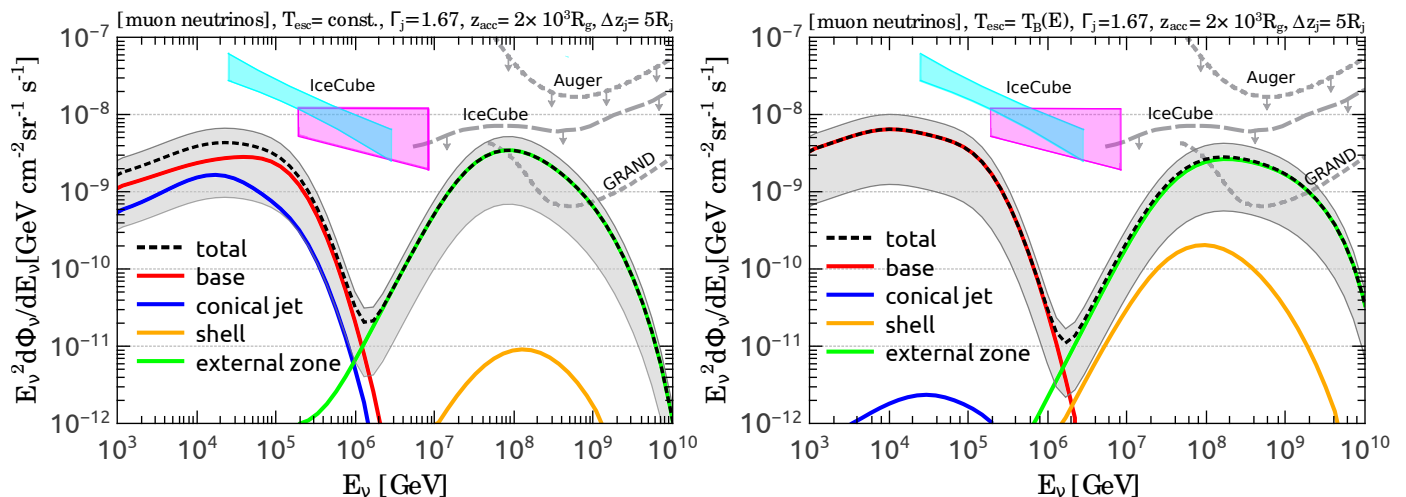 [muon neutrinos], T_esc= const., Γ_j=1.67, z_acc= 2× 10^3R_g, Δz_j= 5R_j
E_ν^2dΦ_ν/dE_ν[GeV cm^-2sr^-1 s^-1]
10^-7
10^-8
10^-9
10^-10
10^-11
10^-12
Auger
IceCube
IceCube
GRAND
total
base
conical jet
shell
external zone
10^3 10^4 10^5 10^6 10^7 10^8 10^9 10^10
E_ν [GeV]
[muon neutrinos], T_esc= T_B(E), Γ_j=1.67, z_acc= 2× 10^3R_g, Δz_j= 5R_j
E_ν^2dΦ_ν/dE_ν[GeV cm^-2sr^-1 s^-1]
10^-7
10^-8
10^-9
10^-10
10^-11
10^-12
Auger
IceCube
IceCube
GRAND
total
base
conical jet
shell
external zone
10^3 10^4 10^5 10^6 10^7 10^8 10^9 10^10
E_ν [GeV]